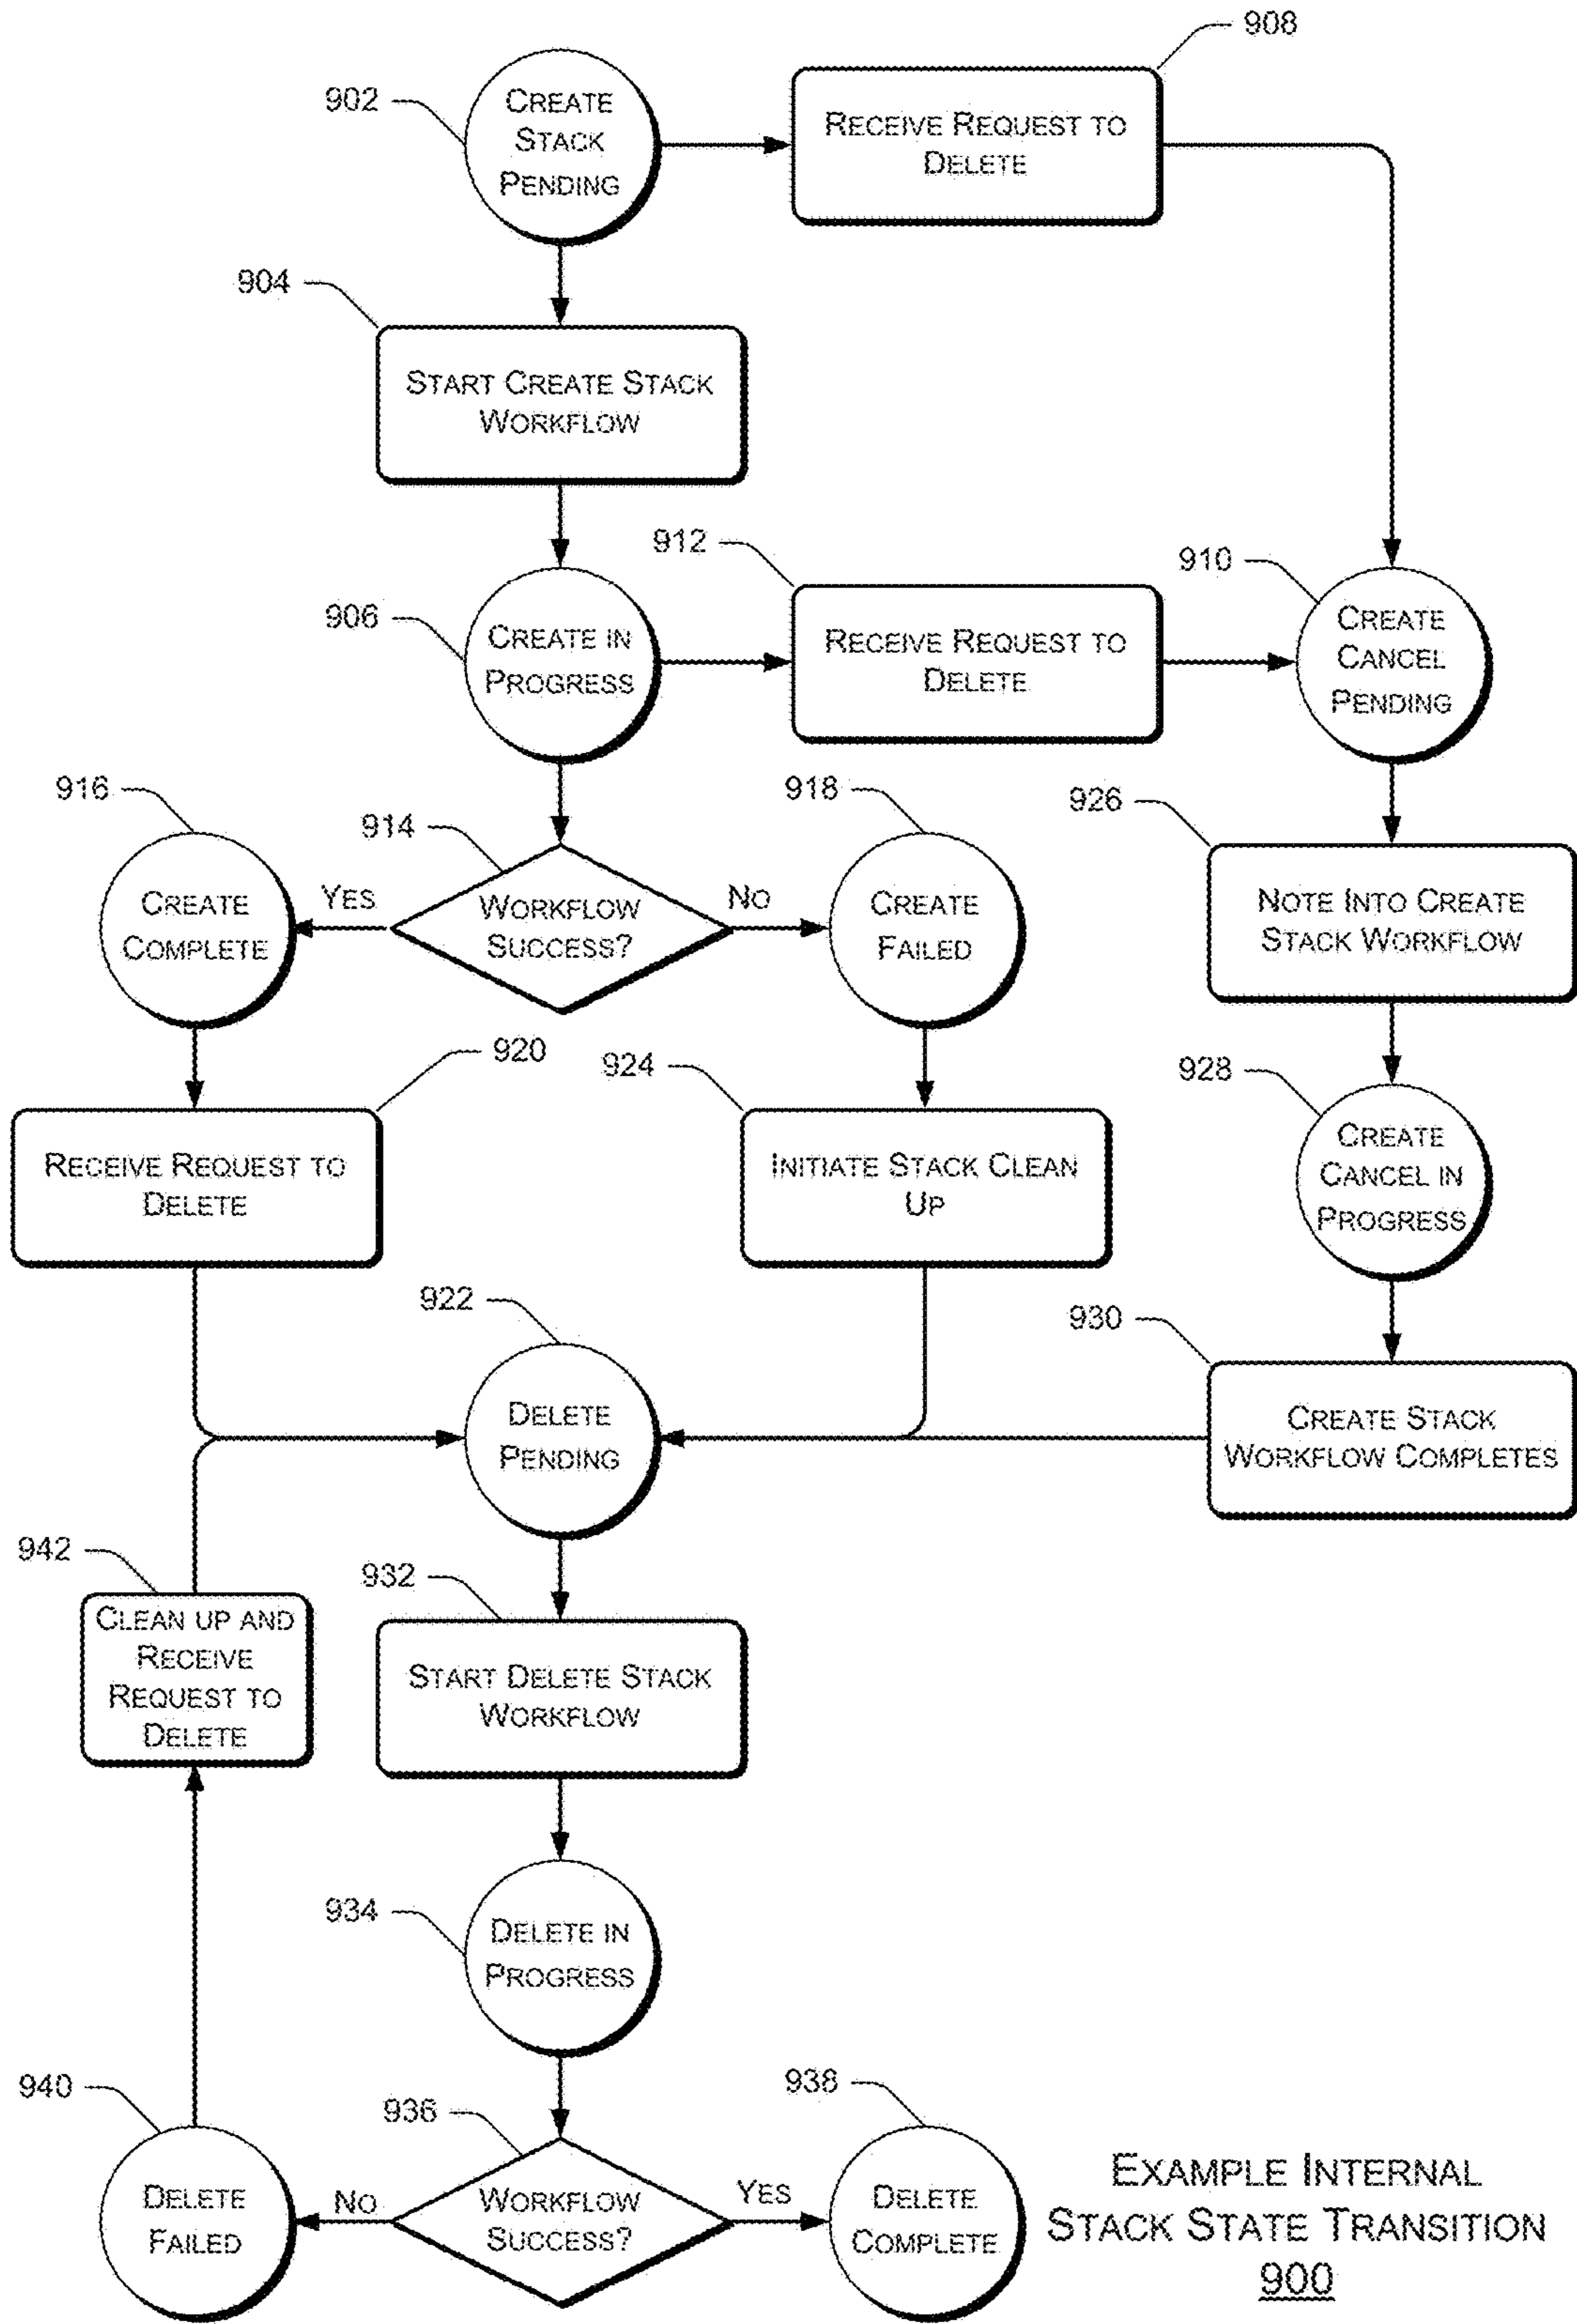 908
902
CREATE
STACK
PENDING
RECEIVE REQUEST TO
DELETE
904
START CREATE STACK
WORKFLOW
912
910
906
CREATE IN
PROGRESS
RECEIVE REQUEST TO
DELETE
CREATE
CANCEL
PENDING
916
914
918
926
CREATE
COMPLETE
YES
WORKFLOW
SUCCESS?
NO
CREATE
FAILED
NOTE INTO CREATE
STACK WORKFLOW
920
924
928
RECEIVE REQUEST TO
DELETE
INITIATE STACK CLEAN
UP
CREATE
CANCEL IN
PROGRESS
922
930
DELETE
PENDING
CREATE STACK
WORKFLOW COMPLETES
942
932
CLEAN UP AND
RECEIVE
REQUEST TO
DELETE
START DELETE STACK
WORKFLOW
934
DELETE IN
PROGRESS
940
936
938
DELETE
FAILED
NO
WORKFLOW
SUCCESS?
YES
DELETE
COMPLETE
EXAMPLE INTERNAL
STACK STATE TRANSITION
900